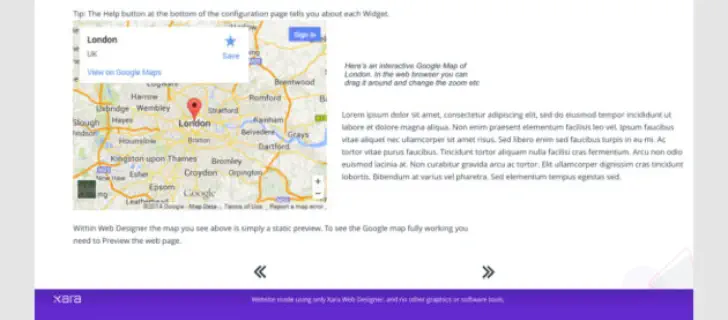 Tip: The Help button at the bottom of the configuration page tells you about each Widget.
London
UK
Save
View on Google Maps
Sign in
Brentwood
Harrow
Romford
Uxbridge
Wembley
Ilford
Basildon
Slough
London
Hayes
Brixton
Dagenham
Grays
Hounslow
Belvedere
Dartford
Kingston upon Thames
Bromley
Epsom
Croydon
Orpington
Leatherhead
Google
©2014 Google - Map Data
Terms of Use
Report a map error
+
−
Here's an interactive Google Map of
London. In the web browser you can
drag it around and change the zoom etc
Lorem ipsum dolor sit amet, consectetur adipiscing elit, sed do eiusmod tempor incididunt ut
labore et dolore magna aliqua. Non enim praesent elementum facilisis leo vel. Ipsum faucibus
vitae aliquet nec ullamcorper sit amet risus. Sed libero enim sed faucibus turpis in eu mi. Ac
tortor vitae purus faucibus. Tincidunt tortor aliquam nulla facilisi cras fermentum. Arcu non odio
euismod lacinia at. Non curabitur gravida arcu ac tortor. Elit ullamcorper dignissim cras tincidunt
lobortis. Bibendum at varius vel pharetra. Sed elementum tempus egestas sed.
Within Web Designer the map you see above is simply a static preview. To see the Google map fully working you
need to Preview the web page.
xara
Website made using only Xara Web Designer, and no other graphics or software tools.